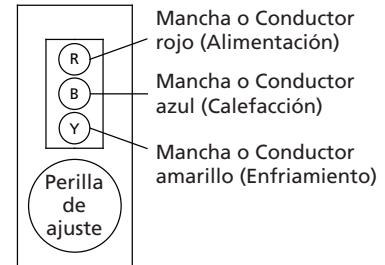 Mancha o Conductor
rojo (Alimentación)
R
Mancha o Conductor
azul (Calefacción)
B
Mancha o Conductor
amarillo (Enfriamiento)
Y
Perilla
de
ajuste